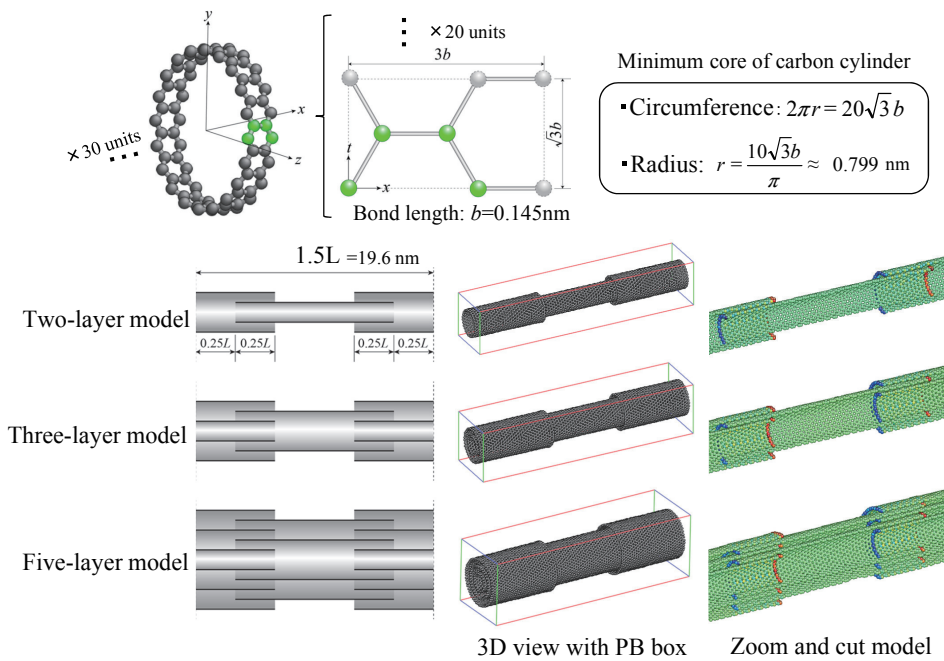 y
x
z
× 30 units
× 20 units
3b
√3b
t
x
Bond length: b=0.145nm
Minimum core of carbon cylinder
▪Circumference: 2πr = 20√3 b
▪Radius: r = 10√3b / π ≈ 0.799 nm
1.5L =19.6 nm
Two-layer model
0.25L 0.25L 0.25L 0.25L
Three-layer model
Five-layer model
3D view with PB box
Zoom and cut model